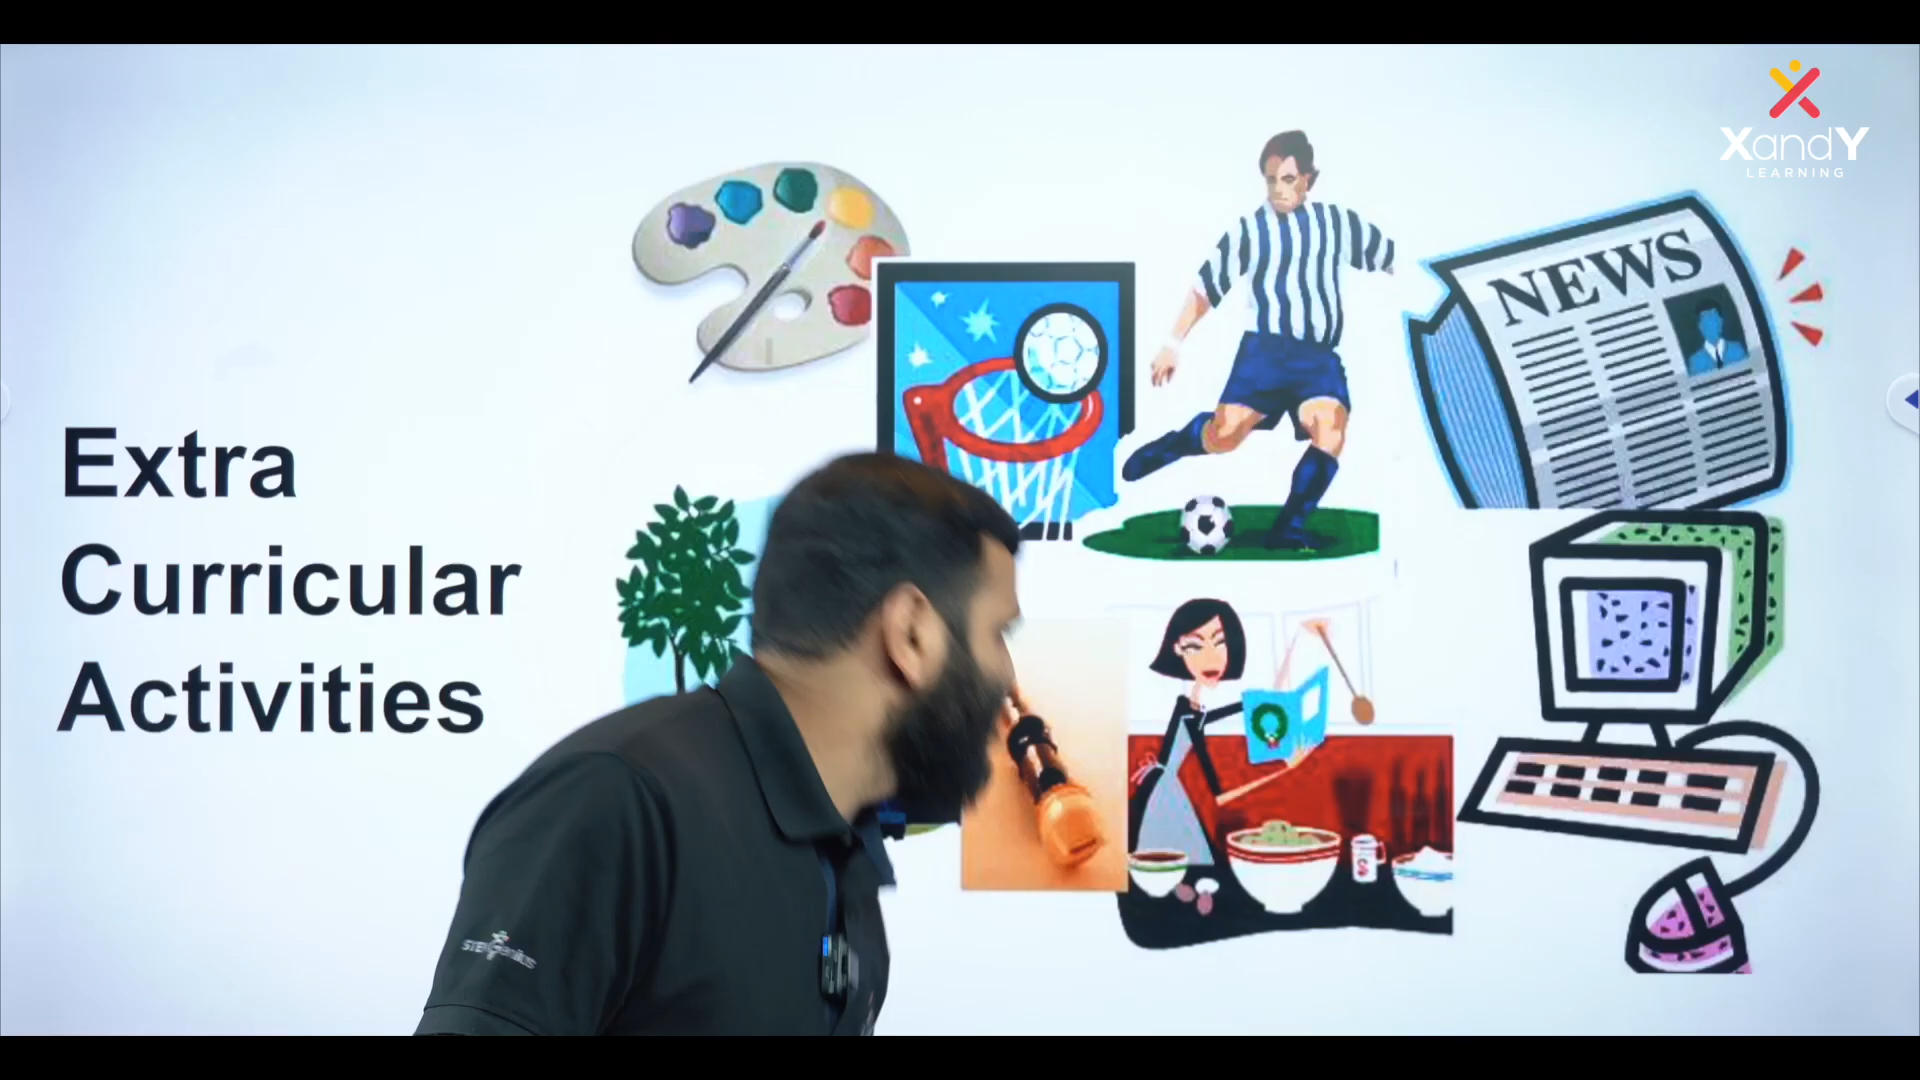 XandY
LEARNING
NEWS
Extra
Curricular
Activities